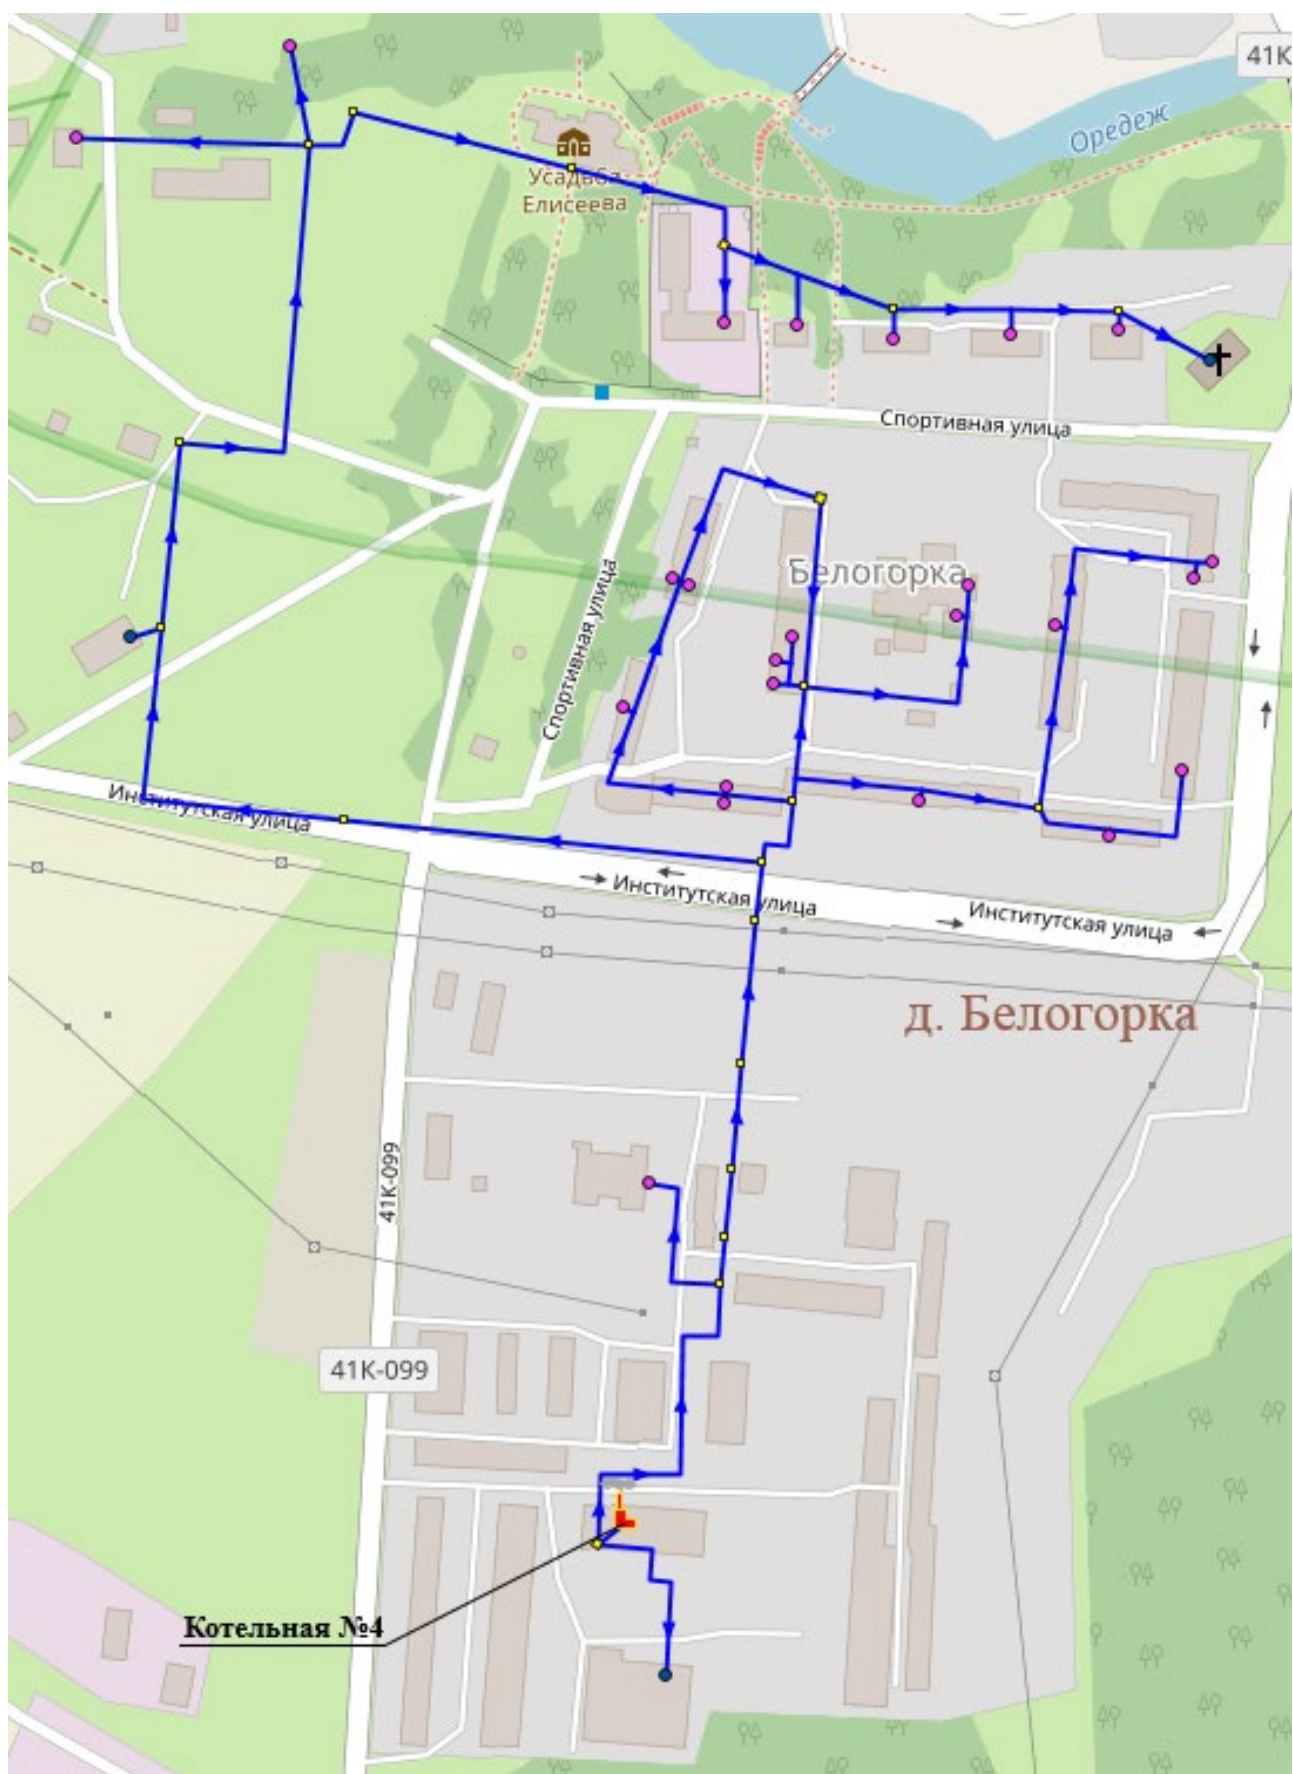 41K
Оредеж
Усадьба
Елисеева
Спортивная улица
Белогорка
Спортивная улица
Институтская улица
Институтская улица
Институтская улица
д. Белогорка
41K-099
41K-099
Котельная №4